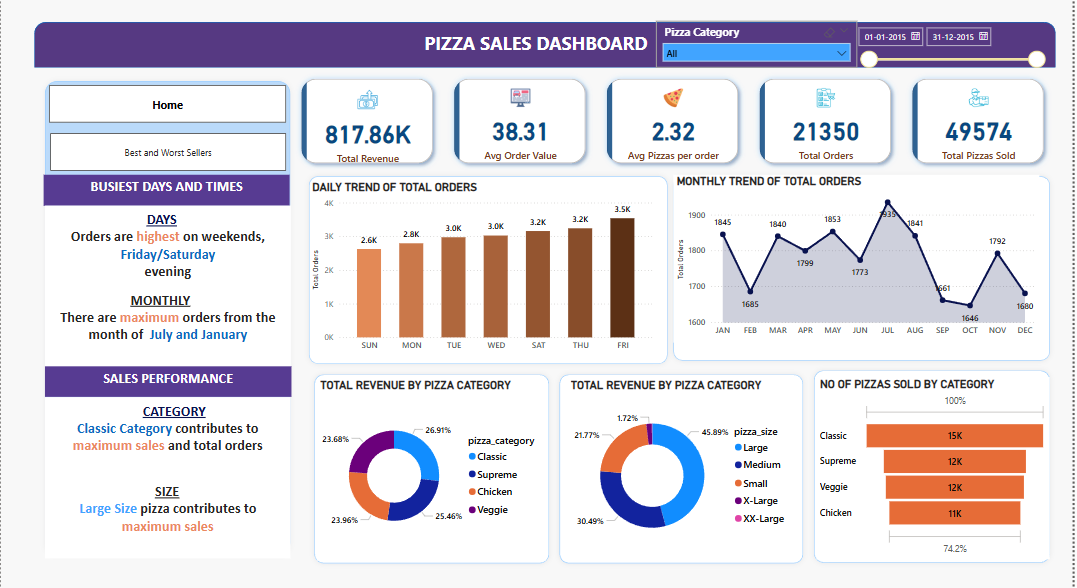 PIZZA SALES DASHBOARD
Pizza Category
All
01-01-2015
31-12-2015
Home
Best and Worst Sellers
817.86K
Total Revenue
38.31
Avg Order Value
2.32
Avg Pizzas per order
21350
Total Orders
49574
Total Pizzas Sold
BUSIEST DAYS AND TIMES
DAYS
Orders are highest on weekends,
Friday/Saturday
evening
MONTHLY
There are maximum orders from the
month of July and January
SALES PERFORMANCE
CATEGORY
Classic Category contributes to
maximum sales and total orders
SIZE
Large Size pizza contributes to
maximum sales
DAILY TREND OF TOTAL ORDERS
Total Orders
4K
3K
2K
1K
0K
2.6K
2.8K
3.0K
3.0K
3.2K
3.2K
3.5K
SUN
MON
TUE
WED
SAT
THU
FRI
MONTHLY TREND OF TOTAL ORDERS
Total Orders
1900
1800
1700
1600
1845
1685
1840
1799
1853
1773
1935
1841
1661
1646
1792
1680
JAN
FEB
MAR
APR
MAY
JUN
JUL
AUG
SEP
OCT
NOV
DEC
TOTAL REVENUE BY PIZZA CATEGORY
26.91%
25.46%
23.96%
23.68%
pizza_category
Classic
Supreme
Chicken
Veggie
TOTAL REVENUE BY PIZZA CATEGORY
1.72%
45.89%
30.49%
21.77%
pizza_size
Large
Medium
Small
X-Large
XX-Large
NO OF PIZZAS SOLD BY CATEGORY
100%
Classic
15K
Supreme
12K
Veggie
12K
Chicken
11K
74.2%